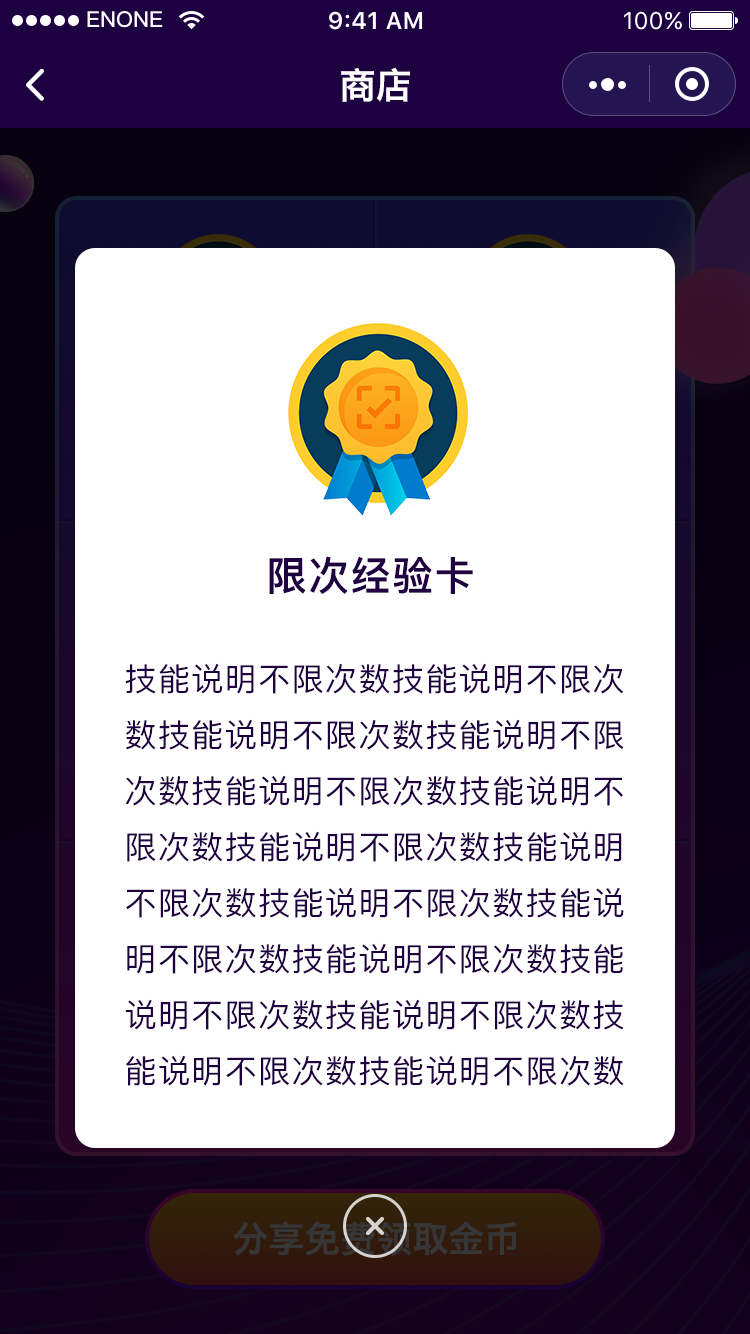 ENONE
9:41 AM
100%
商店
限次经验卡
技能说明不限次数技能说明不限次
数技能说明不限次数技能说明不限
次数技能说明不限次数技能说明不
限次数技能说明不限次数技能说明
不限次数技能说明不限次数技能说
明不限次数技能说明不限次数技能
说明不限次数技能说明不限次数技
能说明不限次数技能说明不限次数
分享免费领取金币